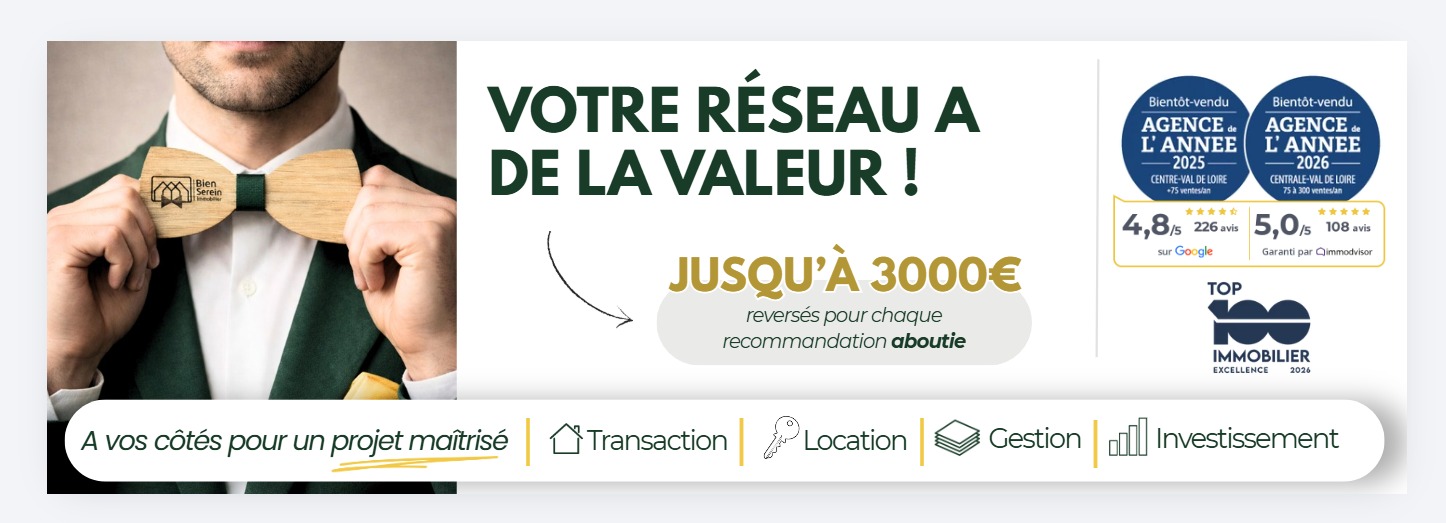 VOTRE RÉSEAU A
DE LA VALEUR !
JUSQU'À 3000€
reversés pour chaque
recommandation aboutie
Bien
Serein
Immobilier
Bientôt-vendu
AGENCE de
L'ANNÉE
2025
CENTRE-VAL DE LOIRE
+75 ventes/an
Bientôt-vendu
AGENCE de
L'ANNÉE
2026
CENTRALE-VAL DE LOIRE
75 à 300 ventes/an
4,8/5 226 avis
sur Google
5,0/5 108 avis
Garanti par immodvisor
TOP
100
IMMOBILIER
EXCELLENCE 2026
A vos côtés pour un projet maîtrisé
Transaction
Location
Gestion
Investissement